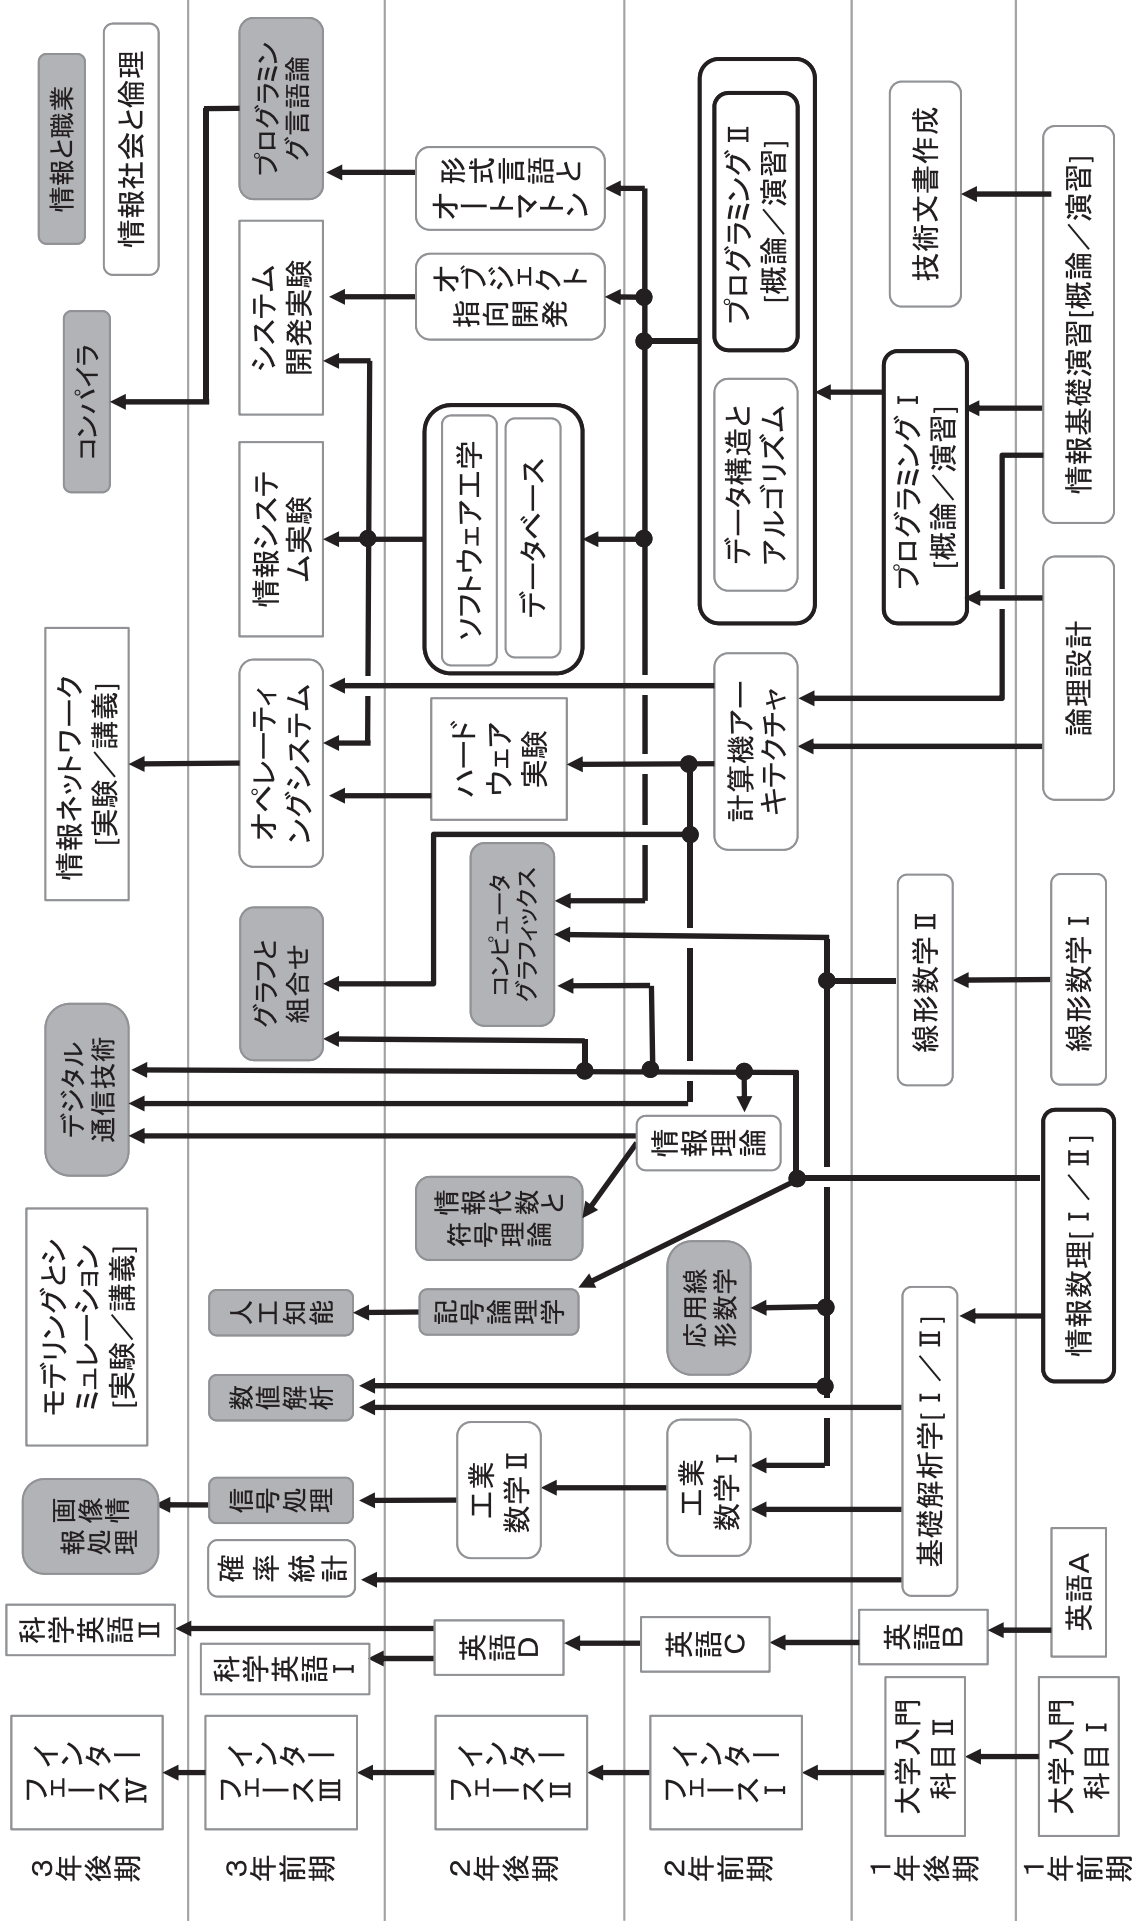 3年後期
インター
フェース
Ⅳ
科学英語Ⅱ
画像情
報処理
モデリングとシ
ミュレーション
[実験／講義]
デジタル
通信技術
情報ネットワーク
[実験／講義]
コンパイラ
情報社会と倫理
情報と職業
3年前期
インター
フェース
Ⅲ
科学英語Ⅰ
確率統計
信号処理
数値解析
人工知能
グラフと
組合せ
オペレーティ
ングシステム
情報システ
ム実験
システム
開発実験
プログラミン
グ言語論
2年後期
インター
フェース
Ⅱ
英語D
工業
数学Ⅱ
記号論理学
情報代数と
符号理論
コンピュータ
グラフィックス
ハード
ウェア
実験
ソフトウェア工学
データベース
オブジェクト
指向開発
形式言語と
オートマトン
2年前期
インター
フェース
Ⅰ
英語C
工業
数学Ⅰ
応用線
形数学
情報理論
計算機アー
キテクチャ
データ構造と
アルゴリズム
プログラミングⅡ
[概論／演習]
1年後期
大学入門
科目Ⅱ
英語B
基礎解析学[Ⅰ／Ⅱ]
線形数学Ⅱ
プログラミングⅠ
[概論／演習]
技術文書作成
1年前期
大学入門
科目Ⅰ
英語A
情報数理[Ⅰ／Ⅱ]
線形数学Ⅰ
論理設計
情報基礎演習[概論／演習]